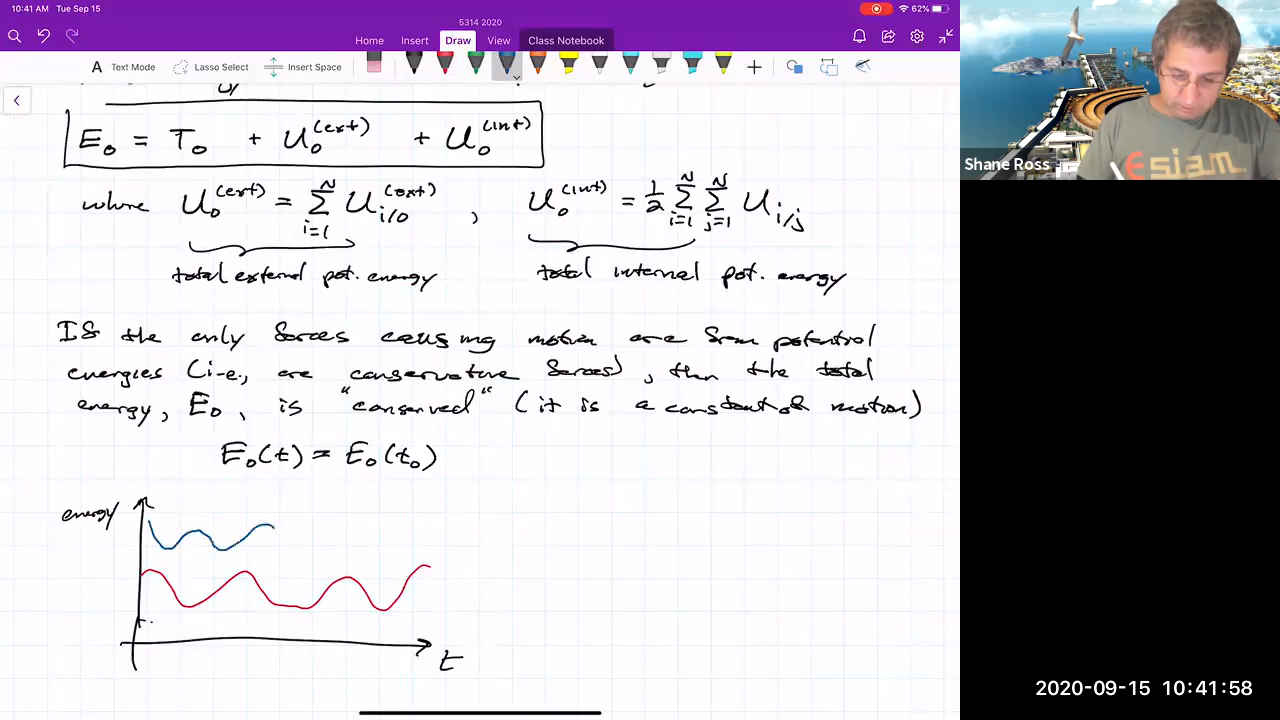 10:41 AM Tue Sep 15
62%
5314 2020
Home Insert Draw View Class Notebook
A Text Mode Lasso Select Insert Space
E₀ = T₀ + U₀^(ext) + U₀^(int)
where U₀^(ext) = Σ_{i=1}^{N} U_{i/o}^(ext) , U₀^(int) = 1/2 Σ_{i=1}^{N} Σ_{j=1}^{N} U_{i/j}
total external pot. energy total internal pot. energy
If the only forces causing motion are from potential
energies (i.e., are conservative forces), then the total
energy, E₀, is "conserved" (it is a constant of motion)
E₀(t) = E₀(t₀)
energy
t
Shane Ross
esiam.
2020-09-15 10:41:58